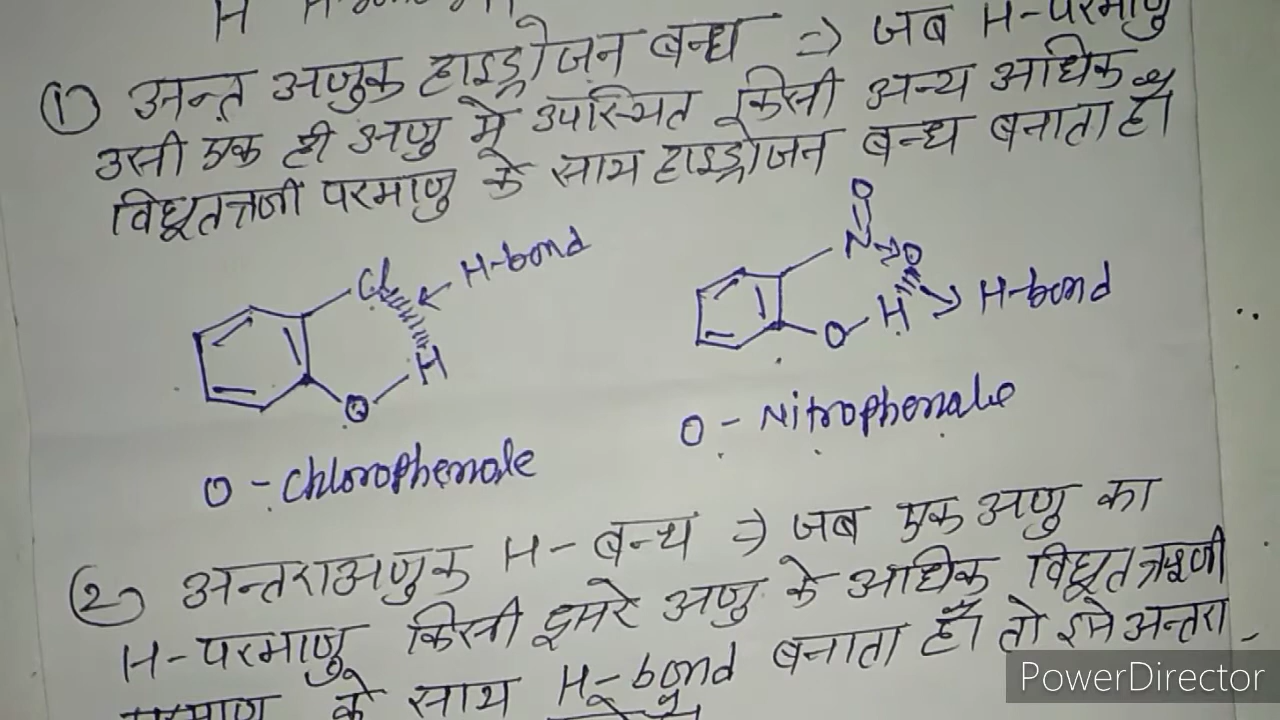 H
① अन्तः अणुक हाइड्रोजन बन्ध ⇒ जब H-परमाणु
उसी एक ही अणु मे उपस्थित किसी अन्य अधिक
विधूतऋणी परमाणु के साथ हाइड्रोजन बन्ध बनाता है।
Cl H-bond
H
O
O
N→O
O-H → H-bond
O - Chlorophenole
O - Nitrophenole
② अन्तराअणुक H- बन्ध ⇒ जब एक अणु का
H-परमाणु किसी दूसरे अणु के अधिक विधूतऋणी
परमाणु के साथ H-bond बनाता है। तो इसे अन्तरा
PowerDirector